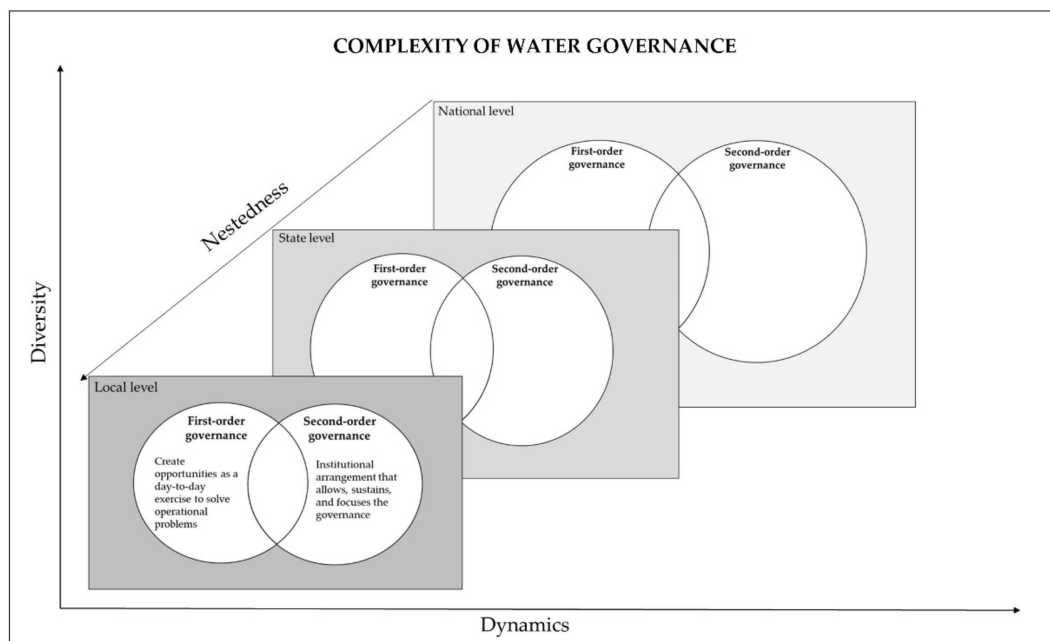 COMPLEXITY OF WATER GOVERNANCE
National level
First-order
governance
Second-order
governance
Nestedness
State level
First-order
governance
Second-order
governance
Diversity
Local level
First-order
governance
Create
opportunities as a
day-to-day
exercise to solve
operational
problems
Second-order
governance
Institutional
arrangement that
allows, sustains,
and focuses the
governance
Dynamics